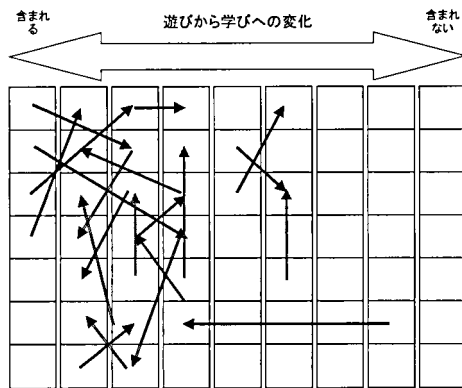 含まれ
る
遊びから学びへの変化
含まれ
ない